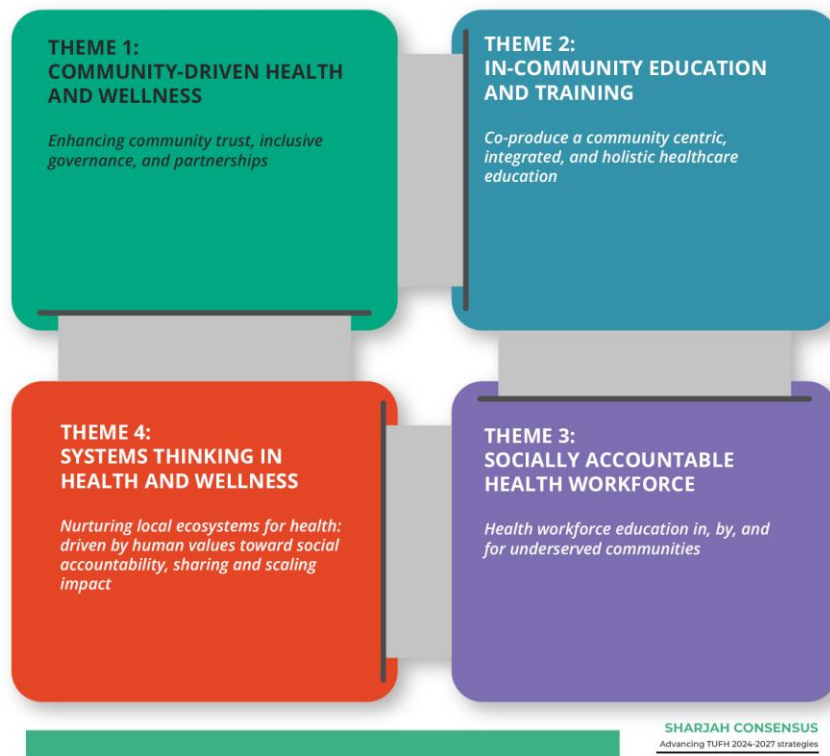 THEME 1:
COMMUNITY-DRIVEN HEALTH
AND WELLNESS
Enhancing community trust, inclusive
governance, and partnerships
THEME 2:
IN-COMMUNITY EDUCATION
AND TRAINING
Co-produce a community centric,
integrated, and holistic healthcare
education
THEME 4:
SYSTEMS THINKING IN
HEALTH AND WELLNESS
Nurturing local ecosystems for health:
driven by human values toward social
accountability, sharing and scaling
impact
THEME 3:
SOCIALLY ACCOUNTABLE
HEALTH WORKFORCE
Health workforce education in, by, and
for underserved communities
SHARJAH CONSENSUS
Advancing TUFH 2024-2027 strategies